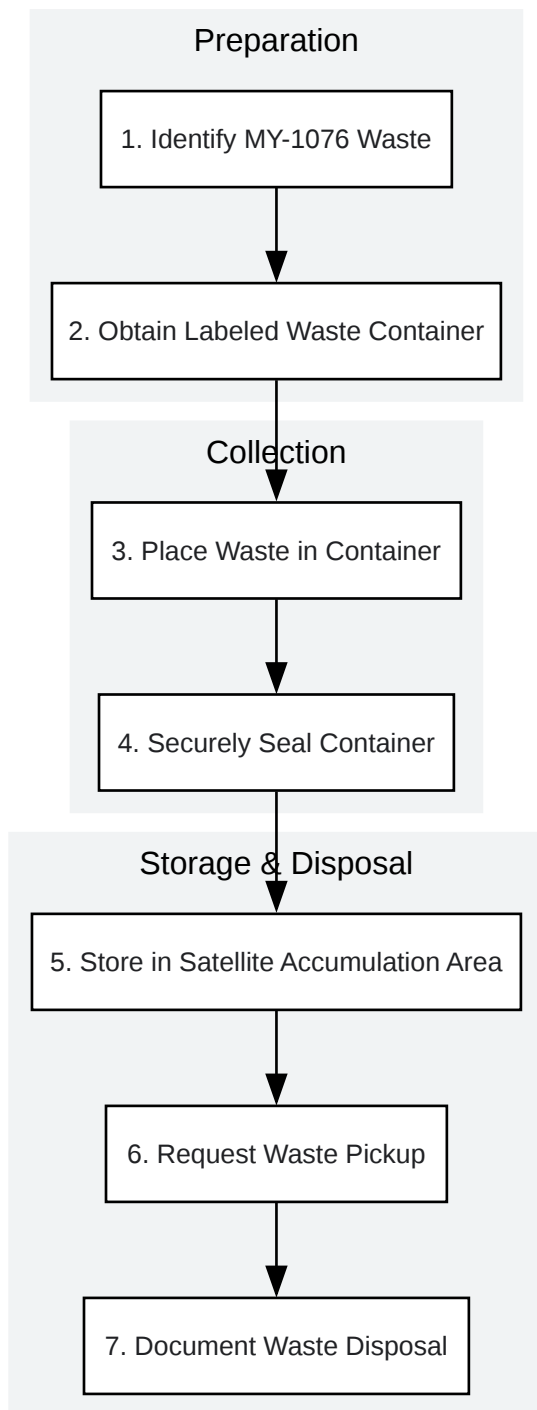 Preparation
1. Identify MY-1076 Waste
2. Obtain Labeled Waste Container
Collection
3. Place Waste in Container
4. Securely Seal Container
Storage & Disposal
5. Store in Satellite Accumulation Area
6. Request Waste Pickup
7. Document Waste Disposal